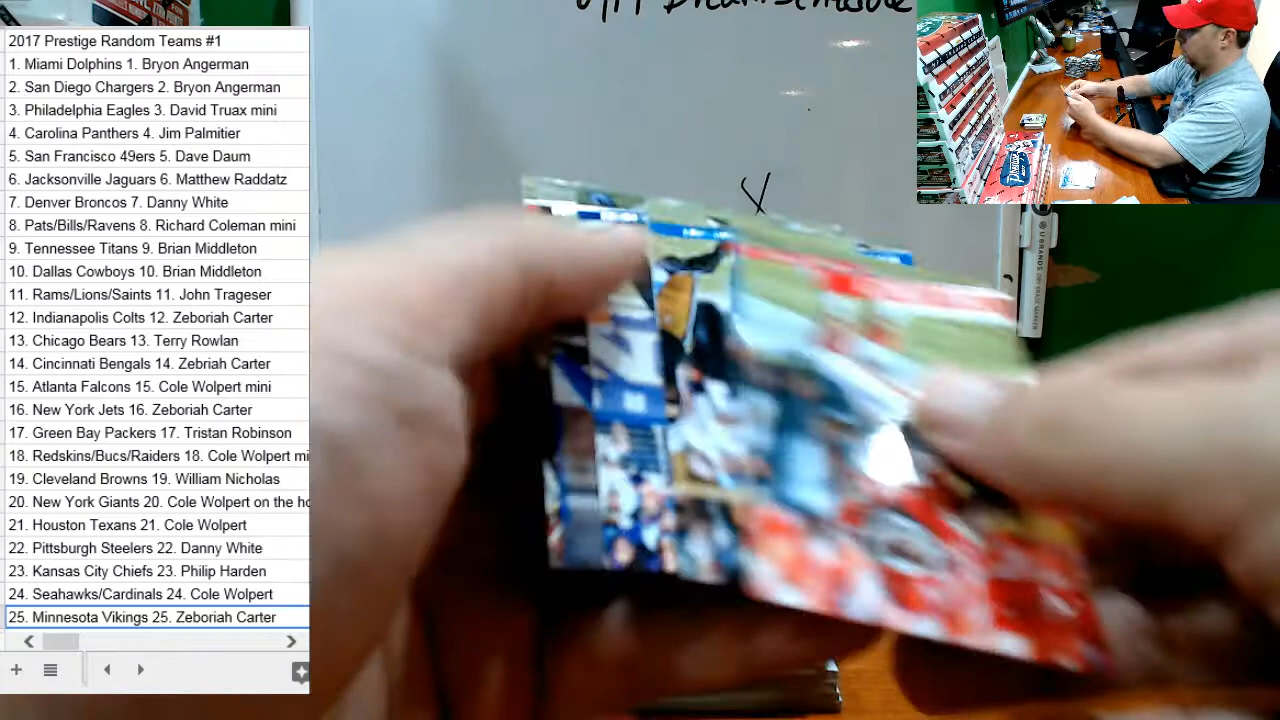 2017 Prestige Random Teams #1
1. Miami Dolphins 1. Bryon Angerman
2. San Diego Chargers 2. Bryon Angerman
3. Philadelphia Eagles 3. David Truax mini
4. Carolina Panthers 4. Jim Palmitier
5. San Francisco 49ers 5. Dave Daum
6. Jacksonville Jaguars 6. Matthew Raddatz
7. Denver Broncos 7. Danny White
8. Pats/Bills/Ravens 8. Richard Coleman mini
9. Tennessee Titans 9. Brian Middleton
10. Dallas Cowboys 10. Brian Middleton
11. Rams/Lions/Saints 11. John Trageser
12. Indianapolis Colts 12. Zeboriah Carter
13. Chicago Bears 13. Terry Rowlan
14. Cincinnati Bengals 14. Zebriah Carter
15. Atlanta Falcons 15. Cole Wolpert mini
16. New York Jets 16. Zeboriah Carter
17. Green Bay Packers 17. Tristan Robinson
18. Redskins/Bucs/Raiders 18. Cole Wolpert mi
19. Cleveland Browns 19. William Nicholas
20. New York Giants 20. Cole Wolpert on the ho
21. Houston Texans 21. Cole Wolpert
22. Pittsburgh Steelers 22. Danny White
23. Kansas City Chiefs 23. Philip Harden
24. Seahawks/Cardinals 24. Cole Wolpert
25. Minnesota Vikings 25. Zeboriah Carter
X
U BRANDS